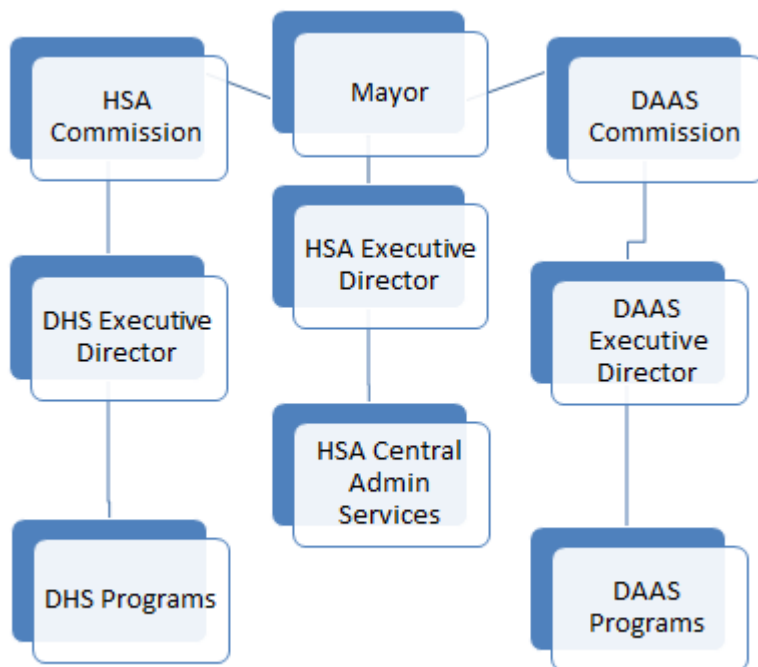 HSA
Commission
Mayor
DAAS
Commission
HSA Executive
Director
DHS Executive
Director
DAAS
Executive
Director
HSA Central
Admin
Services
DHS Programs
DAAS
Programs